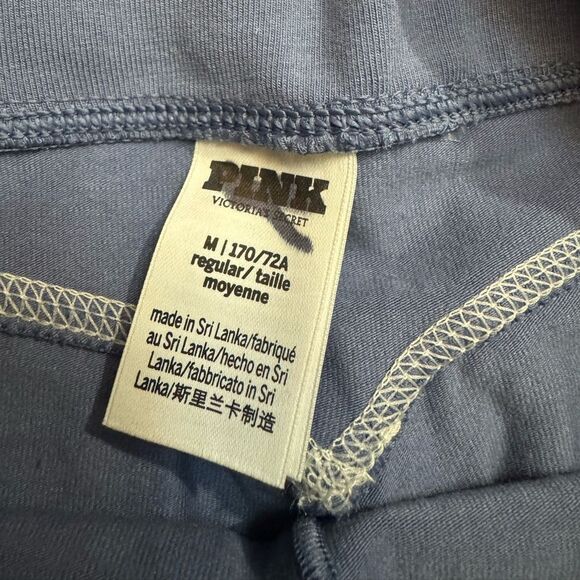 PINK
VICTORIA'S SECRET
M | 170/72A
regular/ taille
moyenne
made in Sri Lanka/fabriqué
au Sri Lanka/hecho en Sri
Lanka/fabbricato in Sri
Lanka/斯里兰卡制造